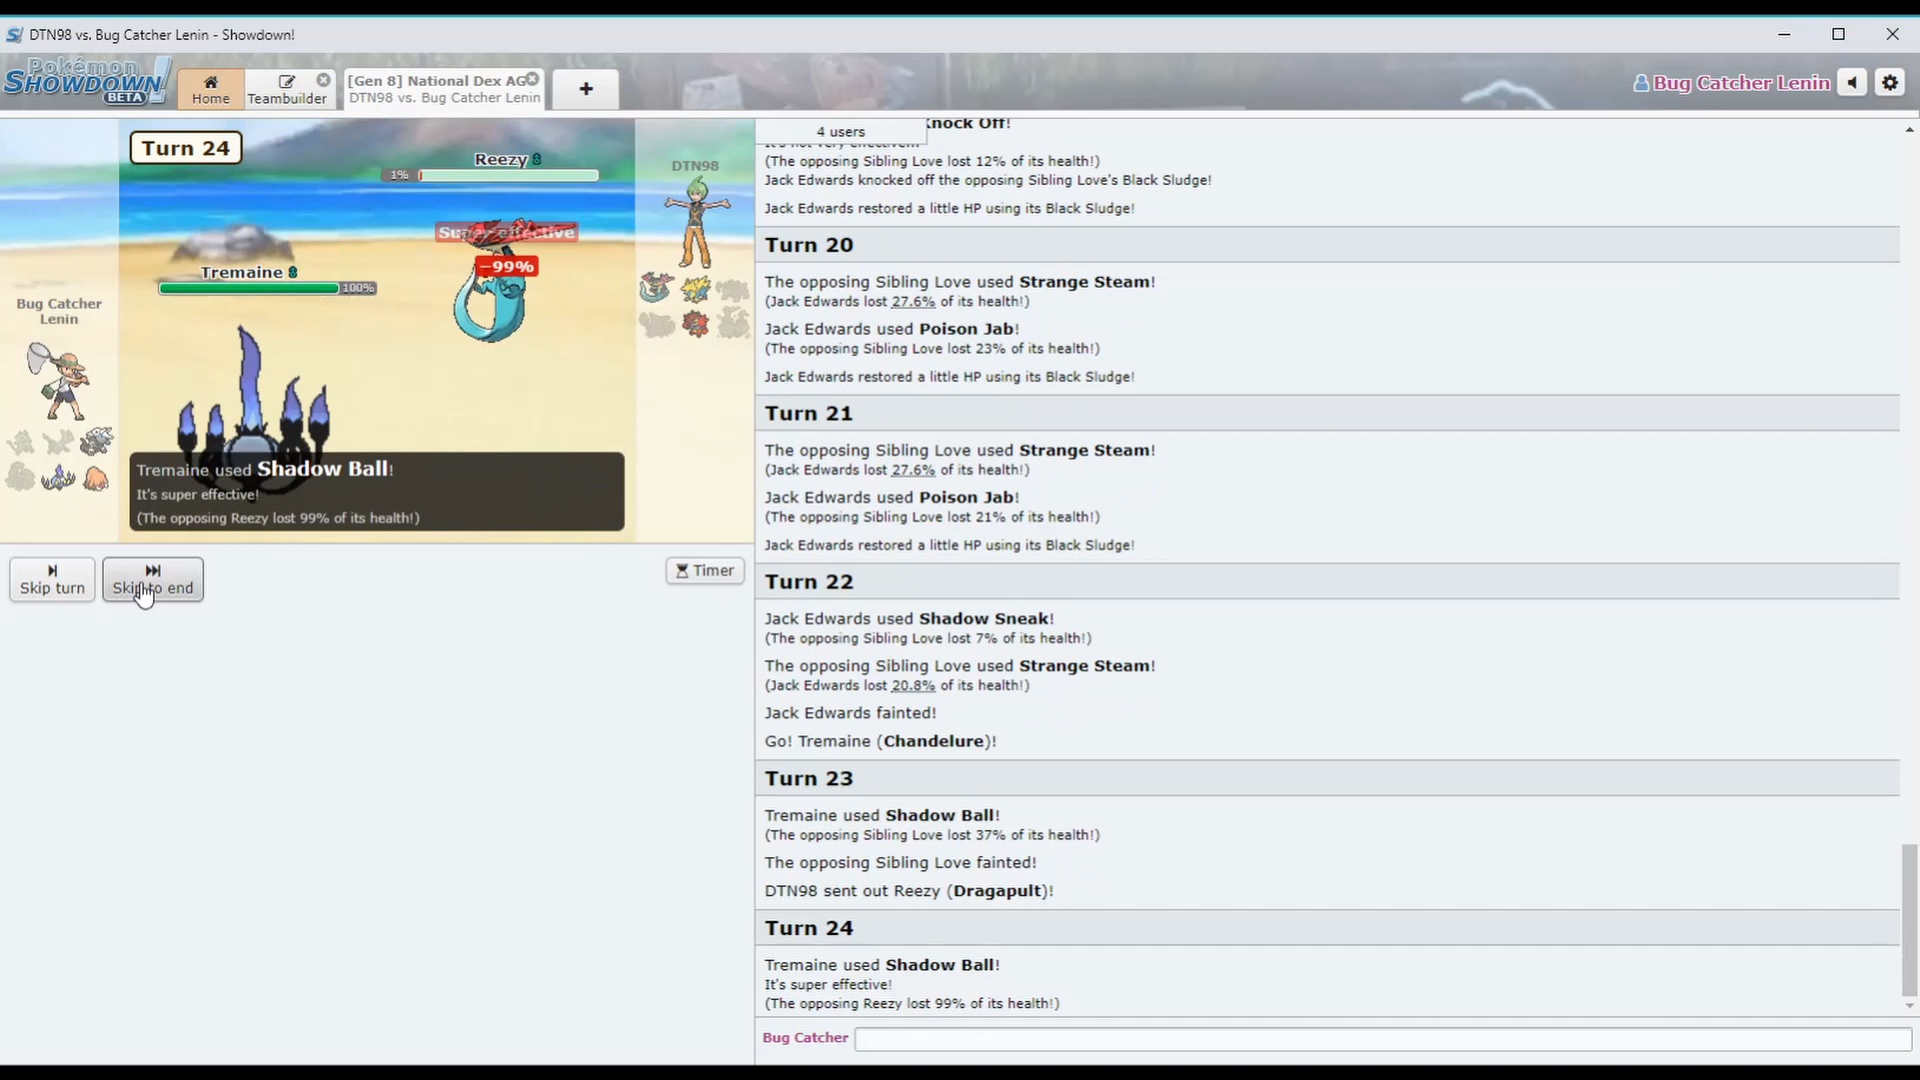 DTN98 vs. Bug Catcher Lenin - Showdown!
Pokémon
SHOWDOWN!
BETA
Home
Teambuilder
[Gen 8] National Dex AG
DTN98 vs. Bug Catcher Lenin
+
Bug Catcher Lenin
Turn 24
Reezy
1%
DTN98
Super effective
−99%
Tremaine
100%
Bug Catcher
Lenin
Tremaine used Shadow Ball!
It's super effective!
(The opposing Reezy lost 99% of its health!)
Skip turn
Skip to end
Timer
4 users
Knock Off!
It's not very effective...
(The opposing Sibling Love lost 12% of its health!)
Jack Edwards knocked off the opposing Sibling Love's Black Sludge!
Jack Edwards restored a little HP using its Black Sludge!
Turn 20
The opposing Sibling Love used Strange Steam!
(Jack Edwards lost 27.6% of its health!)
Jack Edwards used Poison Jab!
(The opposing Sibling Love lost 23% of its health!)
Jack Edwards restored a little HP using its Black Sludge!
Turn 21
The opposing Sibling Love used Strange Steam!
(Jack Edwards lost 27.6% of its health!)
Jack Edwards used Poison Jab!
(The opposing Sibling Love lost 21% of its health!)
Jack Edwards restored a little HP using its Black Sludge!
Turn 22
Jack Edwards used Shadow Sneak!
(The opposing Sibling Love lost 7% of its health!)
The opposing Sibling Love used Strange Steam!
(Jack Edwards lost 20.8% of its health!)
Jack Edwards fainted!
Go! Tremaine (Chandelure)!
Turn 23
Tremaine used Shadow Ball!
(The opposing Sibling Love lost 37% of its health!)
The opposing Sibling Love fainted!
DTN98 sent out Reezy (Dragapult)!
Turn 24
Tremaine used Shadow Ball!
It's super effective!
(The opposing Reezy lost 99% of its health!)
Bug Catcher